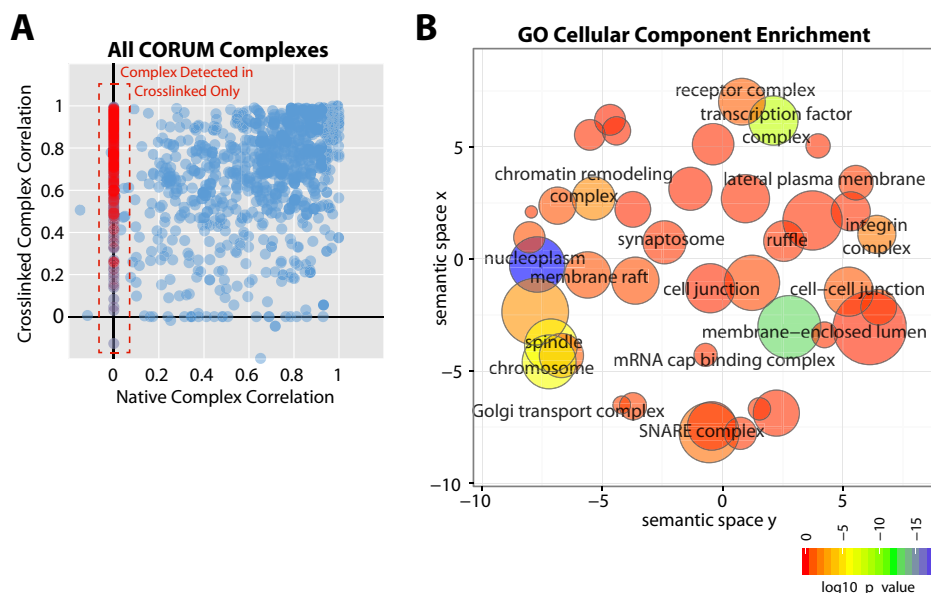 A
All CORUM Complexes
Complex Detected in
Crosslinked Only
Crosslinked Complex Correlation
1
0.8
0.6
0.4
0.2
0
0
0.2
0.4
0.6
0.8
1
Native Complex Correlation
B
GO Cellular Component Enrichment
receptor complex
transcription factor
complex
chromatin remodeling
complex
lateral plasma membrane
integrin
complex
synaptosome
ruffle
nucleoplasm
membrane raft
cell junction
cell−cell junction
membrane−enclosed lumen
spindle
chromosome
mRNA cap binding complex
Golgi transport complex
SNARE complex
semantic space x
5
0
−5
−10
−10
−5
0
5
semantic space y
0
−5
−10
−15
log10_p_value